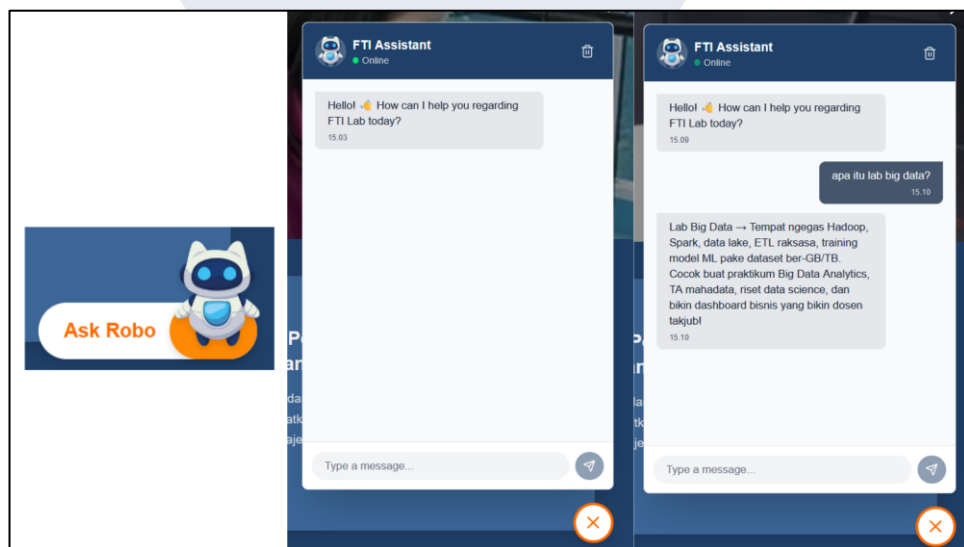 Ask Robo
FTI Assistant
Online
Hello! 👋 How can I help you regarding
FTI Lab today?
15.03
Type a message...
FTI Assistant
Online
Hello! 👋 How can I help you regarding
FTI Lab today?
15.09
apa itu lab big data?
15.10
Lab Big Data → Tempat ngegas Hadoop,
Spark, data lake, ETL raksasa, training
model ML pake dataset ber-GB/TB.
Cocok buat praktikum Big Data Analytics,
TA mahadata, riset data science, dan
bikin dashboard bisnis yang bikin dosen
takjub!
15.10
Type a message...